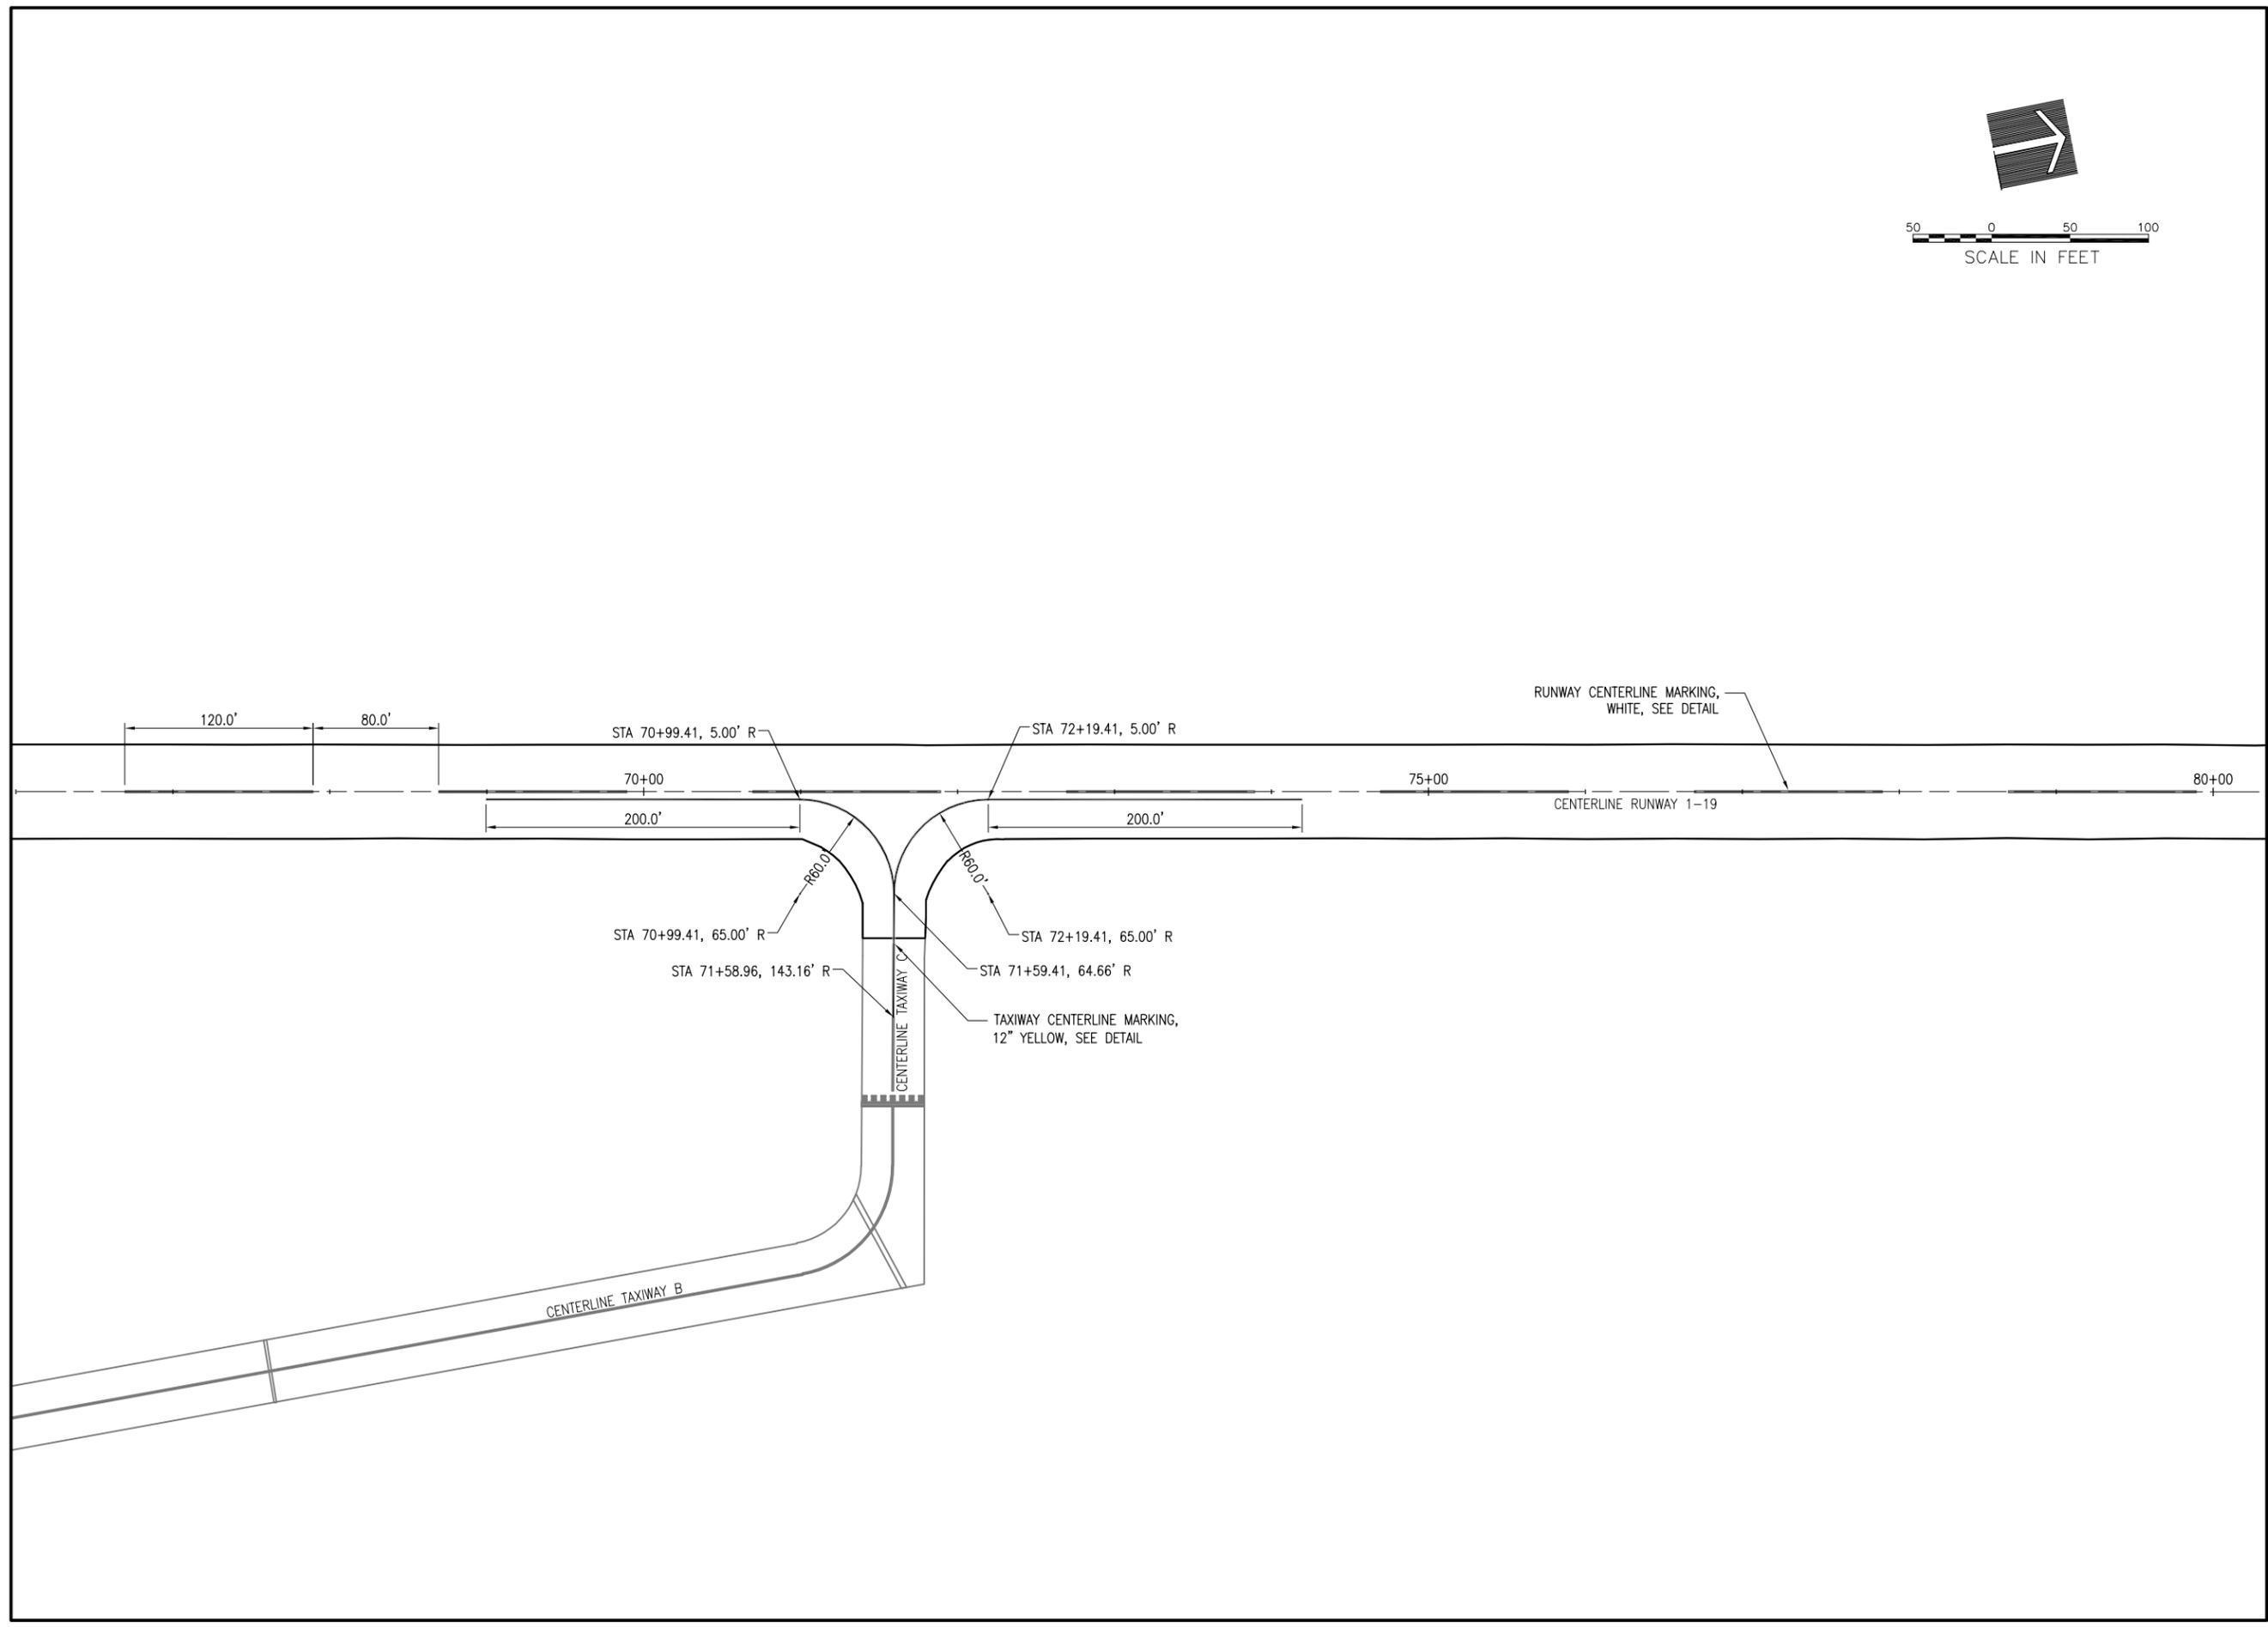 50 0 50 100
SCALE IN FEET
RUNWAY CENTERLINE MARKING,
WHITE, SEE DETAIL
120.0'
80.0'
STA 70+99.41, 5.00' R
STA 72+19.41, 5.00' R
70+00
75+00
80+00
CENTERLINE RUNWAY 1-19
200.0'
200.0'
R60.0'
R60.0'
STA 70+99.41, 65.00' R
STA 72+19.41, 65.00' R
STA 71+58.96, 143.16' R
STA 71+59.41, 64.66' R
CENTERLINE TAXIWAY C
TAXIWAY CENTERLINE MARKING,
12" YELLOW, SEE DETAIL
CENTERLINE TAXIWAY B